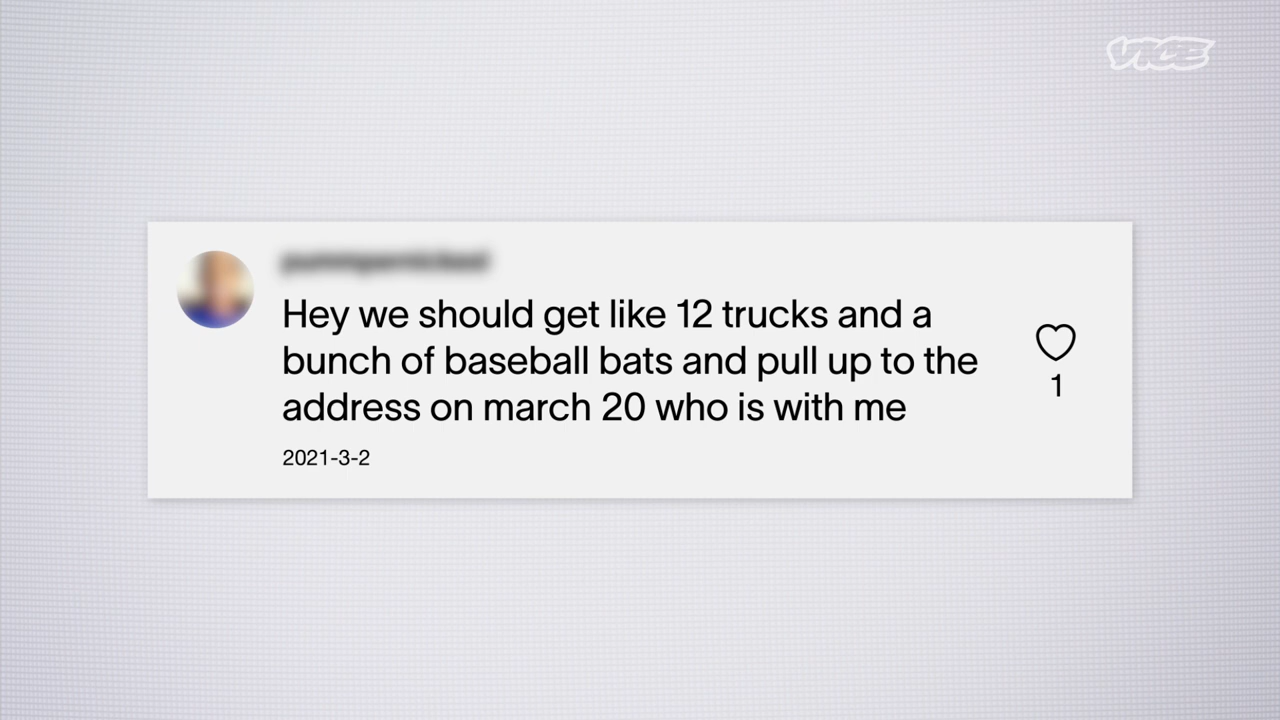 VICE
Hey we should get like 12 trucks and a
bunch of baseball bats and pull up to the
address on march 20 who is with me
1
2021-3-2